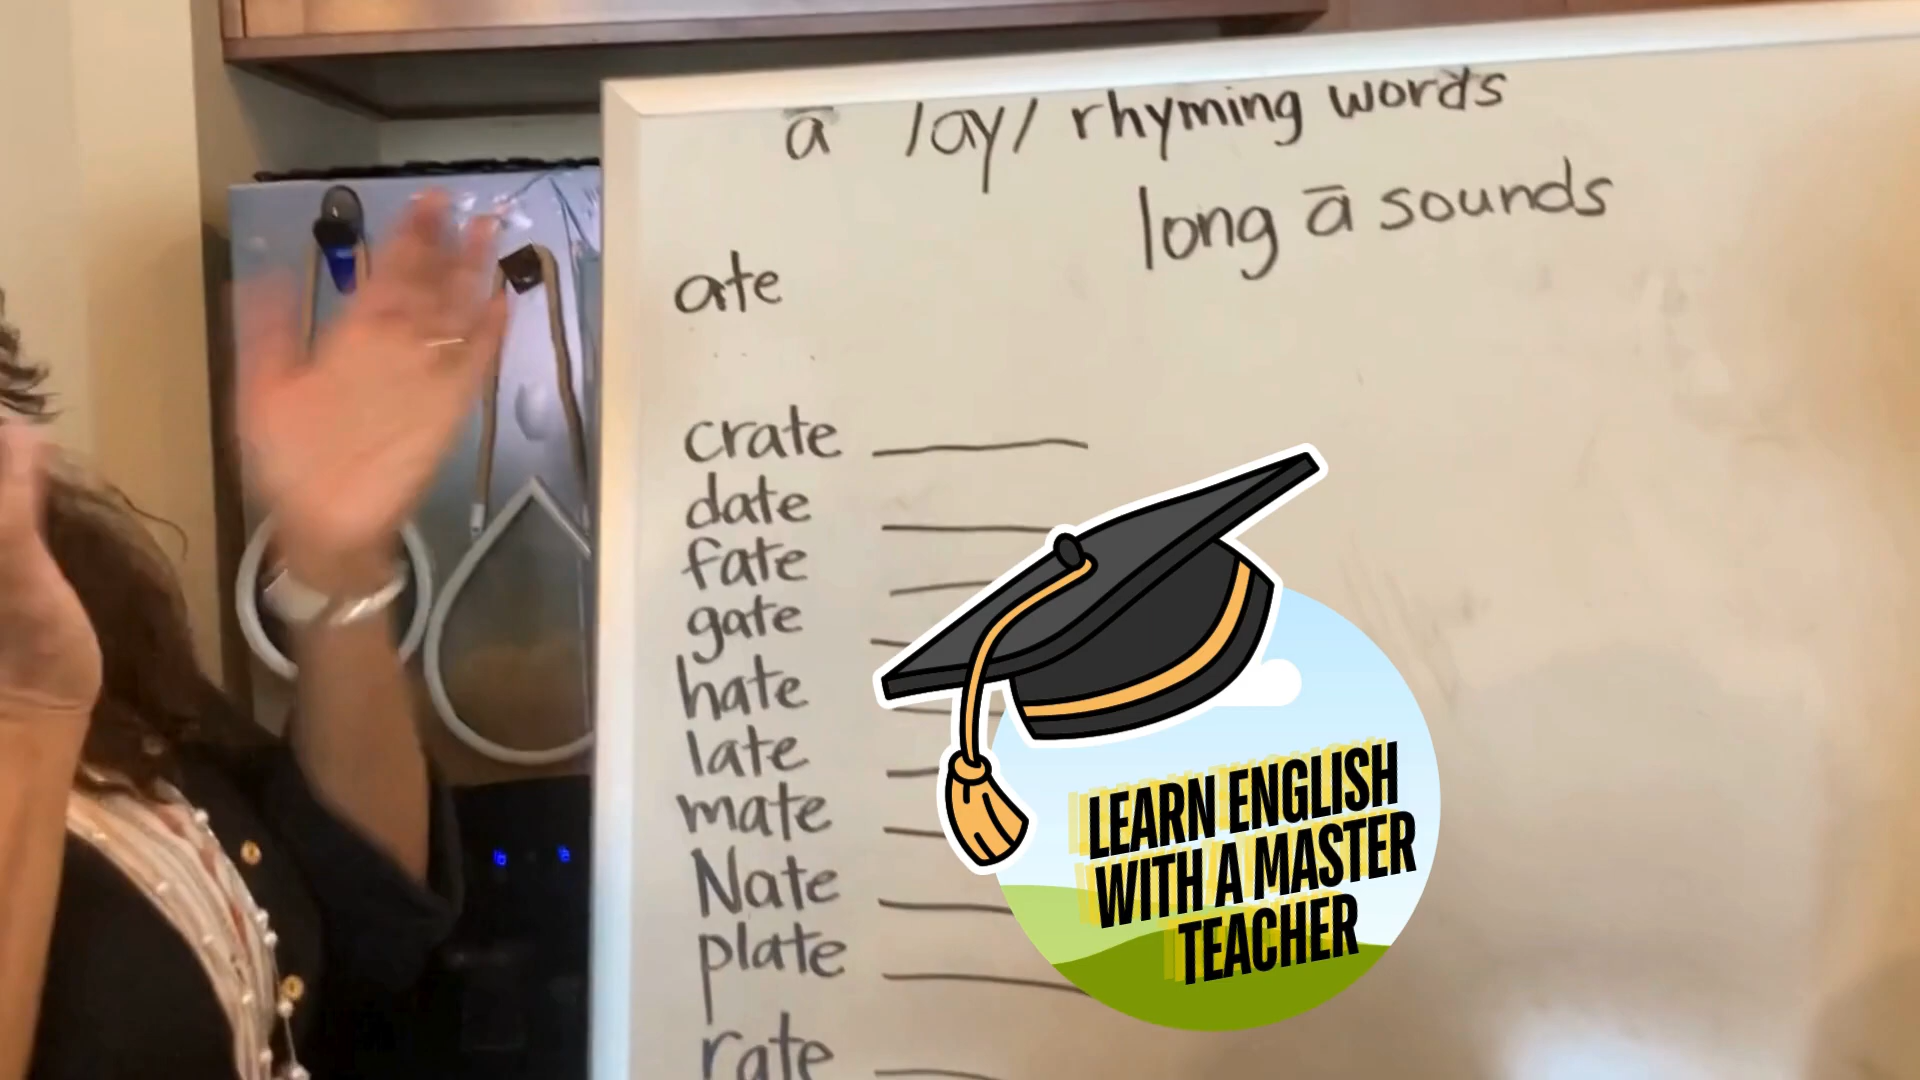 ā /ay/ rhyming words
long ā sounds
ate
crate
date
fate
gate
hate
late
mate
Nate
plate
rate
LEARN ENGLISH
WITH A MASTER
TEACHER